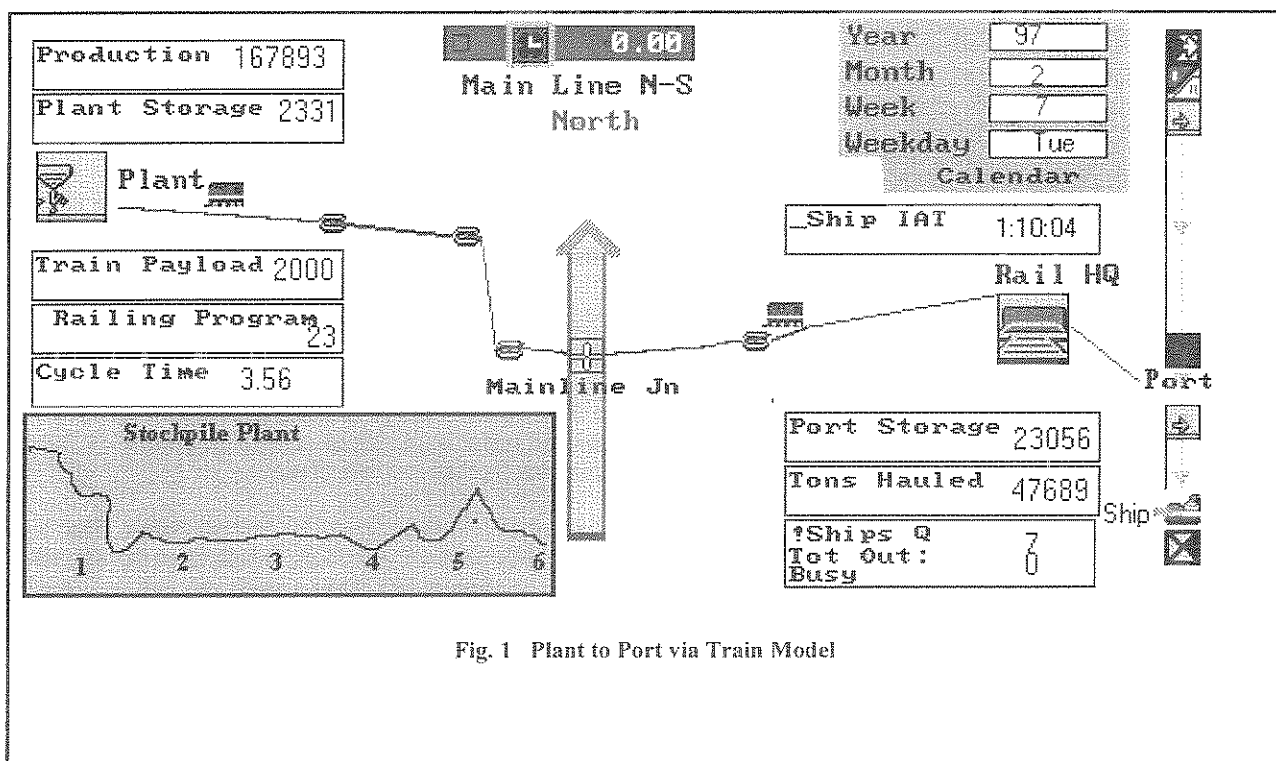 Production 167893
Plant Storage 2331
Plant
Train Payload 2000
Railing Program 23
Cycle Time 3.56
Stockpile Plant
1 2 3 4 5 6
0.00
Main Line N-S
North
Mainline Jn
Year 97
Month 2
Week 7
Weekday Tue
Calendar
_Ship IAT 1:10:04
Rail HQ
Port
Port Storage 23056
Tons Hauled 47689
Ship
!Ships Q 7
Tot Out: 0
Busy
Fig. 1 Plant to Port via Train Model